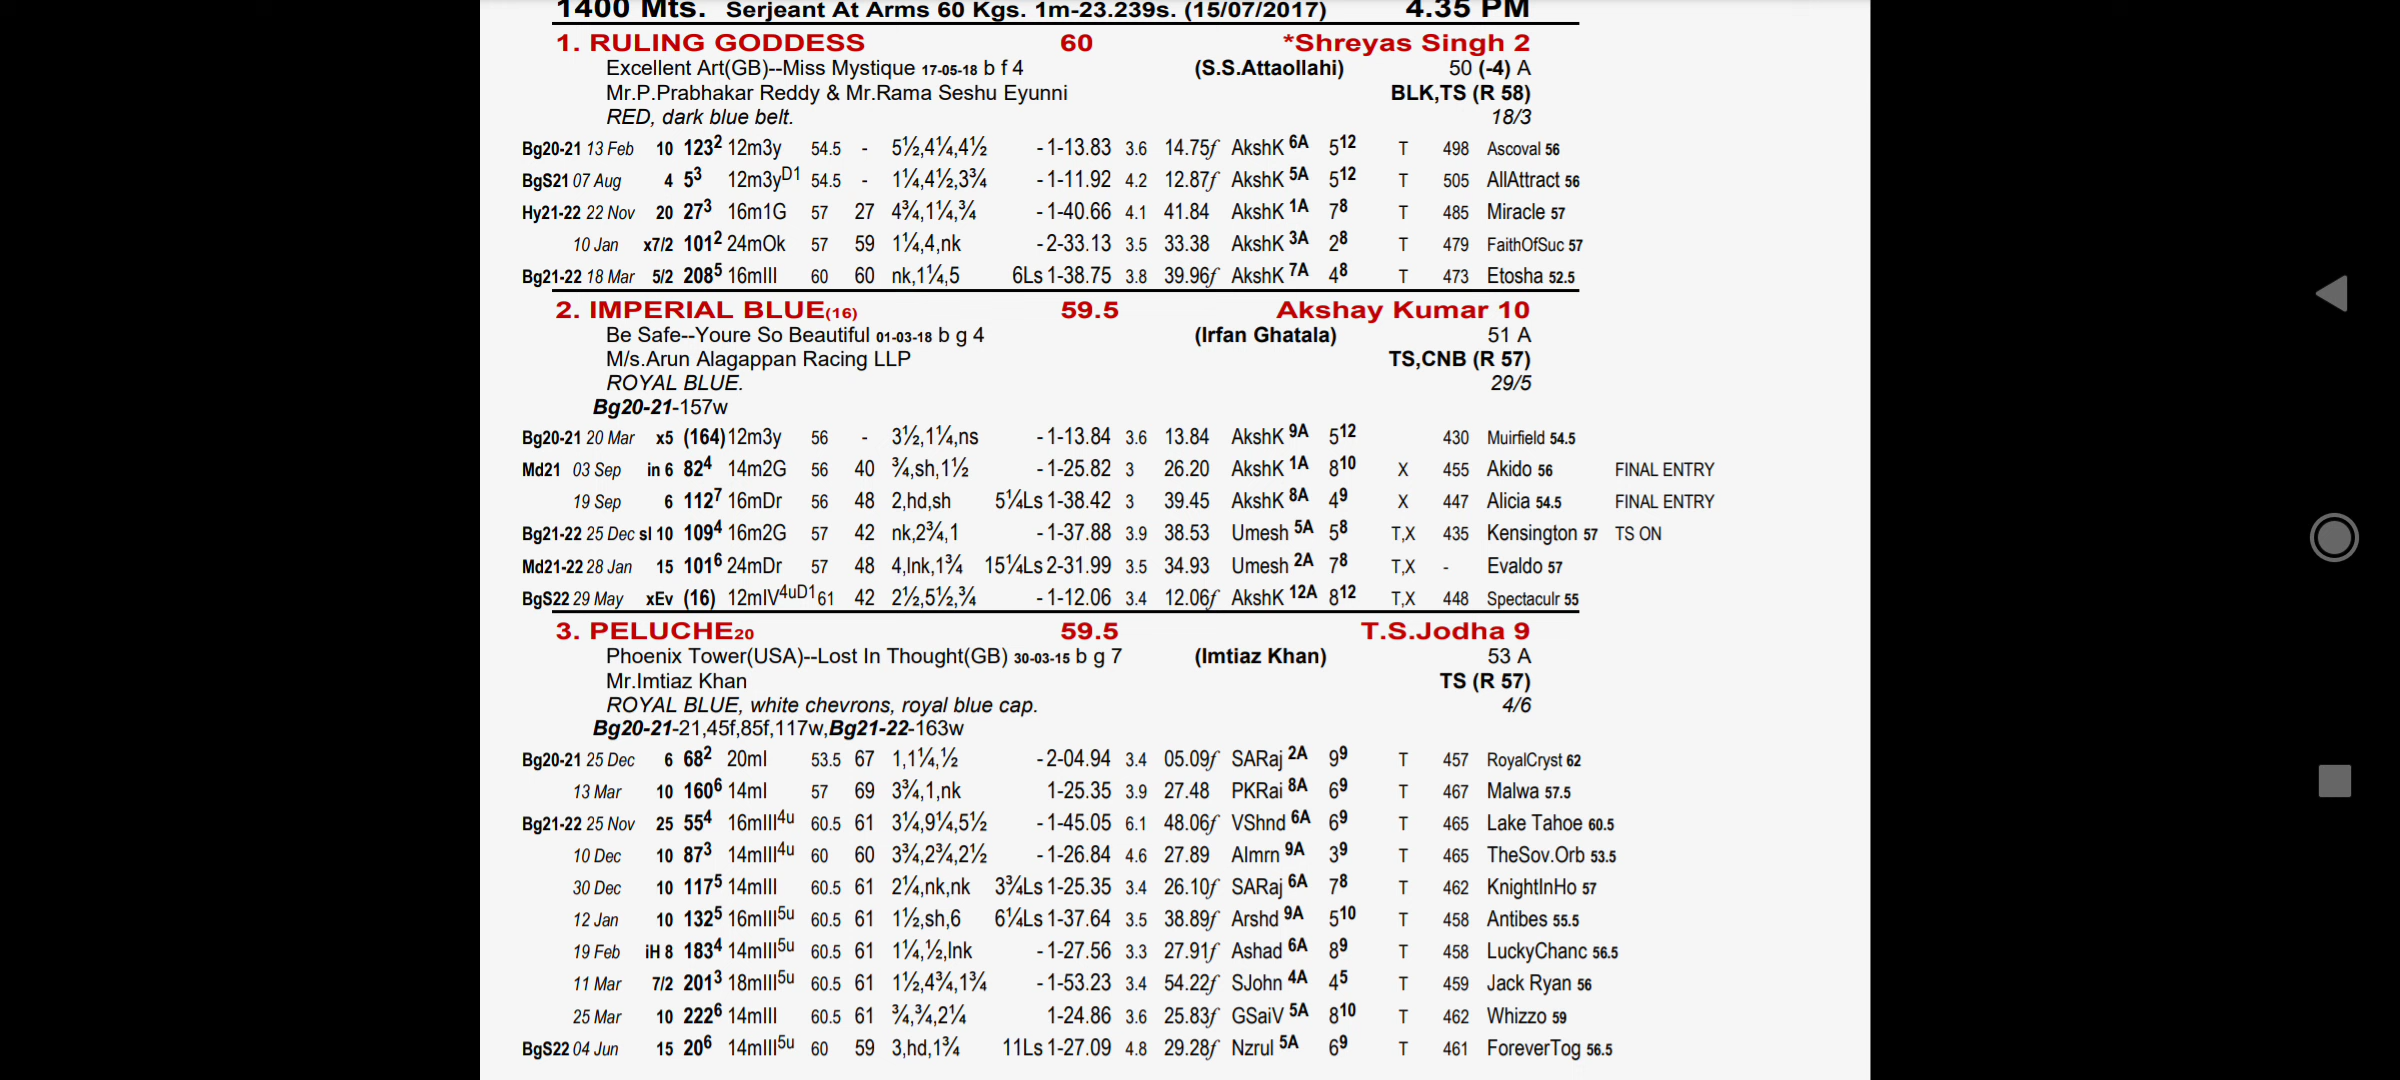 1400 Mts. Serjeant At Arms 60 Kgs. 1m-23.239s. (15/07/2017) 4.35 PM
1. RULING GODDESS 60 *Shreyas Singh 2
Excellent Art(GB)--Miss Mystique 17-05-18 b f 4 (S.S.Attaollahi) 50 (-4) A
Mr.P.Prabhakar Reddy & Mr.Rama Seshu Eyunni BLK,TS (R 58)
RED, dark blue belt. 18/3
Bg20-21 13 Feb 10 123² 12m3y 54.5 - 5½,4¼,4½ - 1-13.83 3.6 14.75f AkshK 6A 5¹² T 498 Ascoval 56
BgS21 07 Aug 4 5³ 12m3yD1 54.5 - 1¼,4½,3¾ - 1-11.92 4.2 12.87f AkshK 5A 5¹² T 505 AllAttract 56
Hy21-22 22 Nov 20 27³ 16m1G 57 27 4¾,1¼,¾ - 1-40.66 4.1 41.84 AkshK 1A 7⁸ T 485 Miracle 57
10 Jan x7/2 101² 24mOk 57 59 1¼,4,nk - 2-33.13 3.5 33.38 AkshK 3A 2⁸ T 479 FaithOfSuc 57
Bg21-22 18 Mar 5/2 208⁵ 16mIII 60 60 nk,1¼,5 6Ls 1-38.75 3.8 39.96f AkshK 7A 4⁸ T 473 Etosha 52.5
2. IMPERIAL BLUE(16) 59.5 Akshay Kumar 10
Be Safe--Youre So Beautiful 01-03-18 b g 4 (Irfan Ghatala) 51 A
M/s.Arun Alagappan Racing LLP TS,CNB (R 57)
ROYAL BLUE. 29/5
Bg20-21-157w
Bg20-21 20 Mar x5 (164) 12m3y 56 - 3½,1¼,ns - 1-13.84 3.6 13.84 AkshK 9A 5¹² 430 Muirfield 54.5
Md21 03 Sep in 6 82⁴ 14m2G 56 40 ¾,sh,1½ - 1-25.82 3 26.20 AkshK 1A 8¹⁰ X 455 Akido 56 FINAL ENTRY
19 Sep 6 112⁷ 16mDr 56 48 2,hd,sh 5¼Ls 1-38.42 3 39.45 AkshK 8A 4⁹ X 447 Alicia 54.5 FINAL ENTRY
Bg21-22 25 Dec sl 10 109⁴ 16m2G 57 42 nk,2¾,1 - 1-37.88 3.9 38.53 Umesh 5A 5⁸ T,X 435 Kensington 57 TS ON
Md21-22 28 Jan 15 101⁶ 24mDr 57 48 4,lnk,1¾ 15¼Ls 2-31.99 3.5 34.93 Umesh 2A 7⁸ T,X - Evaldo 57
BgS22 29 May xEv (16) 12mIV4uD1 61 42 2½,5½,¾ - 1-12.06 3.4 12.06f AkshK 12A 8¹² T,X 448 Spectaculr 55
3. PELUCHE20 59.5 T.S.Jodha 9
Phoenix Tower(USA)--Lost In Thought(GB) 30-03-15 b g 7 (Imtiaz Khan) 53 A
Mr.Imtiaz Khan TS (R 57)
ROYAL BLUE, white chevrons, royal blue cap. 4/6
Bg20-21-21,45f,85f,117w,Bg21-22-163w
Bg20-21 25 Dec 6 68² 20mI 53.5 67 1,1¼,½ - 2-04.94 3.4 05.09f SARaj 2A 9⁹ T 457 RoyalCryst 62
13 Mar 10 160⁶ 14mI 57 69 3¾,1,nk 1-25.35 3.9 27.48 PKRai 8A 6⁹ T 467 Malwa 57.5
Bg21-22 25 Nov 25 55⁴ 16mIII4u 60.5 61 3¼,9¼,5½ - 1-45.05 6.1 48.06f VShnd 6A 6⁹ T 465 Lake Tahoe 60.5
10 Dec 10 87³ 14mIII4u 60 60 3¾,2¾,2½ - 1-26.84 4.6 27.89 Almrn 9A 3⁹ T 465 TheSov.Orb 53.5
30 Dec 10 117⁵ 14mIII 60.5 61 2¼,nk,nk 3¾Ls 1-25.35 3.4 26.10f SARaj 6A 7⁸ T 462 KnightInHo 57
12 Jan 10 132⁵ 16mIII5u 60.5 61 1½,sh,6 6¼Ls 1-37.64 3.5 38.89f Arshd 9A 5¹⁰ T 458 Antibes 55.5
19 Feb iH 8 183⁴ 14mIII5u 60.5 61 1¼,½,lnk - 1-27.56 3.3 27.91f Ashad 6A 8⁹ T 458 LuckyChanc 56.5
11 Mar 7/2 201³ 18mIII5u 60.5 61 1½,4¾,1¾ - 1-53.23 3.4 54.22f SJohn 4A 4⁵ T 459 Jack Ryan 56
25 Mar 10 222⁶ 14mIII 60.5 61 ¾,¾,2¼ 1-24.86 3.6 25.83f GSaiV 5A 8¹⁰ T 462 Whizzo 59
BgS22 04 Jun 15 20⁶ 14mIII5u 60 59 3,hd,1¾ 11Ls 1-27.09 4.8 29.28f Nzrul 5A 6⁹ T 461 ForeverTog 56.5